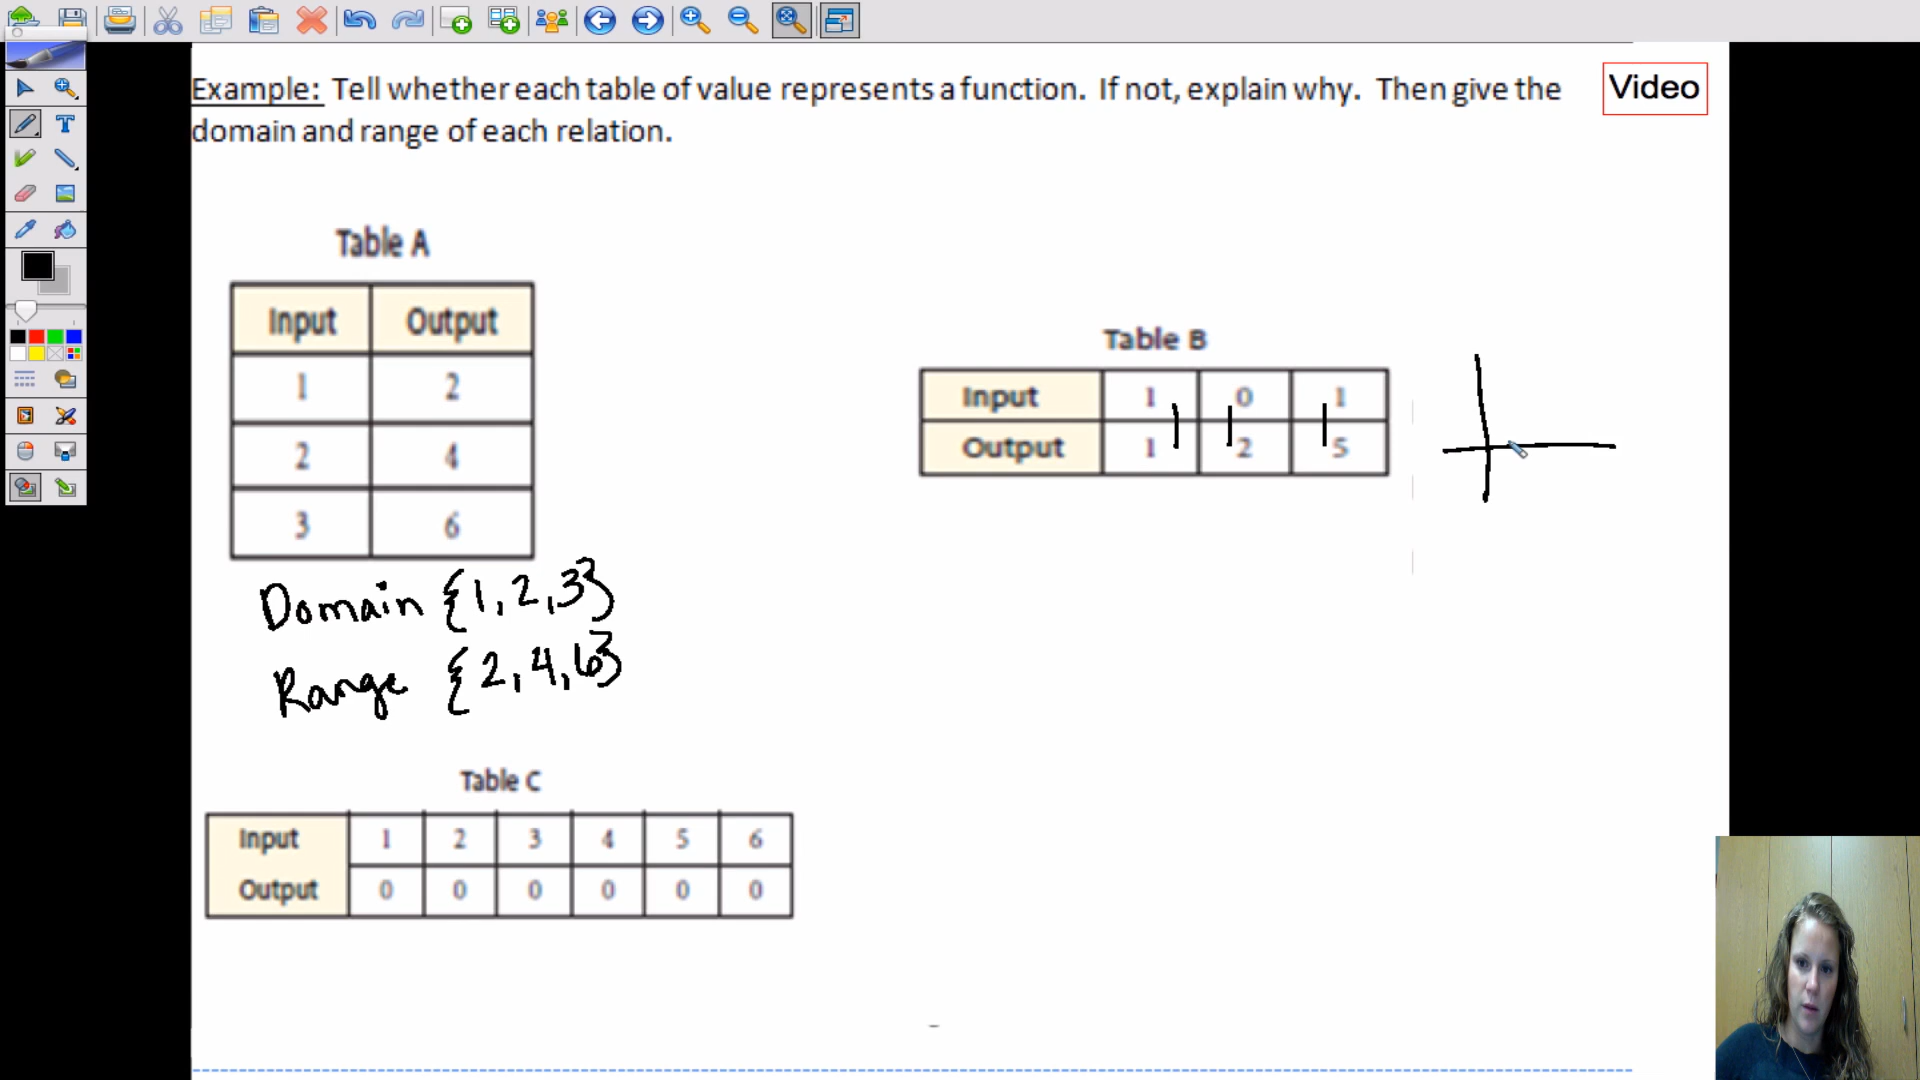 Example: Tell whether each table of value represents a function. If not, explain why. Then give the
domain and range of each relation.
Video
Table A
Input Output
1 2
2 4
3 6
Domain {1, 2, 3}
Range {2, 4, 6}
Table B
Input 1 0 1
Output 1 2 5
Table C
Input 1 2 3 4 5 6
Output 0 0 0 0 0 0